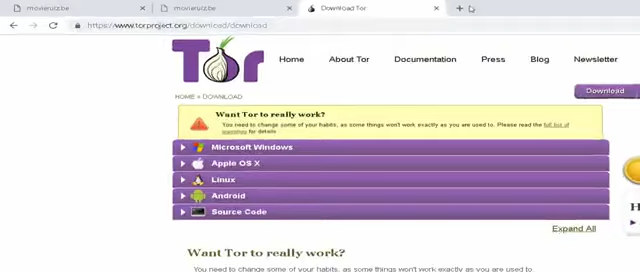 movierulz.be movierulz.be Download Tor
https://www.torproject.org/download/download
Tor Home About Tor Documentation Press Blog Newsletter
Download
HOME » DOWNLOAD
Want Tor to really work?
You need to change some of your habits, as some things won't work exactly as you are used to. Please read the full list of
warnings for details
Microsoft Windows
Apple OS X
Linux
Android
Source Code
Expand All
H
Want Tor to really work?
You need to change some of your habits, as some things won't work exactly as you are used to